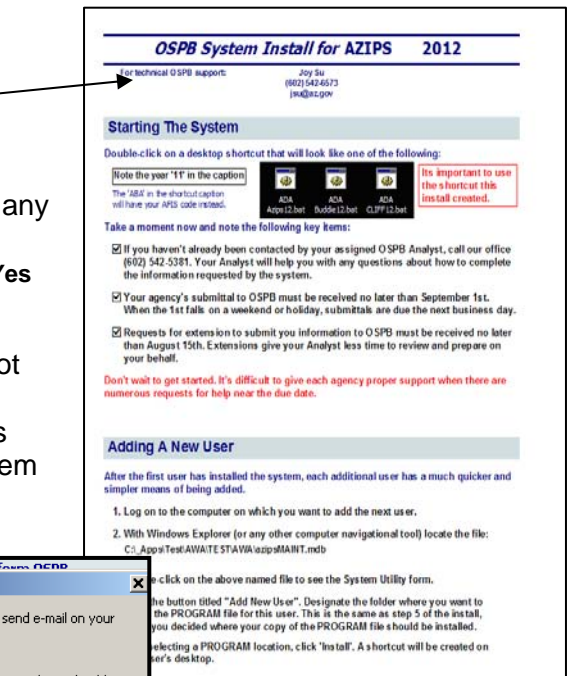 OSPB System Install for AZIPS 2012
For technical OSPB support: Joy Su
(602) 542-6573
jsu@az.gov
Starting The System
Double-click on a desktop shortcut that will look like one of the following:
Note the year '11' in the caption
The 'ABA' in the shortcut caption
will have your AFIS code instead.
ADA
Azips12.bat
ADA
Buddie12.bat
ADA
CLIFF12.bat
Its important to use
the shortcut this
install created.
Take a moment now and note the following key items:
If you haven't already been contacted by your assigned OSPB Analyst, call our office
(602) 542-5381. Your Analyst will help you with any questions about how to complete
the information requested by the system.
Your agency's submittal to OSPB must be received no later than September 1st.
When the 1st falls on a weekend or holiday, submittals are due the next business day.
Requests for extension to submit you information to OSPB must be received no later
than August 15th. Extensions give your Analyst less time to review and prepare on
your behalf.
Don't wait to get started. It's difficult to give each agency proper support when there are
numerous requests for help near the due date.
Adding A New User
After the first user has installed the system, each additional user has a much quicker and
simpler means of being added.
1. Log on to the computer on which you want to add the next user.
2. With Windows Explorer (or any other computer navigational tool) locate the file:
C:\_Apps\Test\AWA\TEST\AWA\azipsMAINT.mdb
e-click on the above named file to see the System Utility form.
the button titled "Add New User". Designate the folder where you want to
the PROGRAM file for this user. This is the same as step 5 of the install,
you decided where your copy of the PROGRAM file should be installed.
selecting a PROGRAM location, click 'Install'. A shortcut will be created on
ser's desktop.
any
Yes
ot
s
em
form OSPB
send e-mail on your